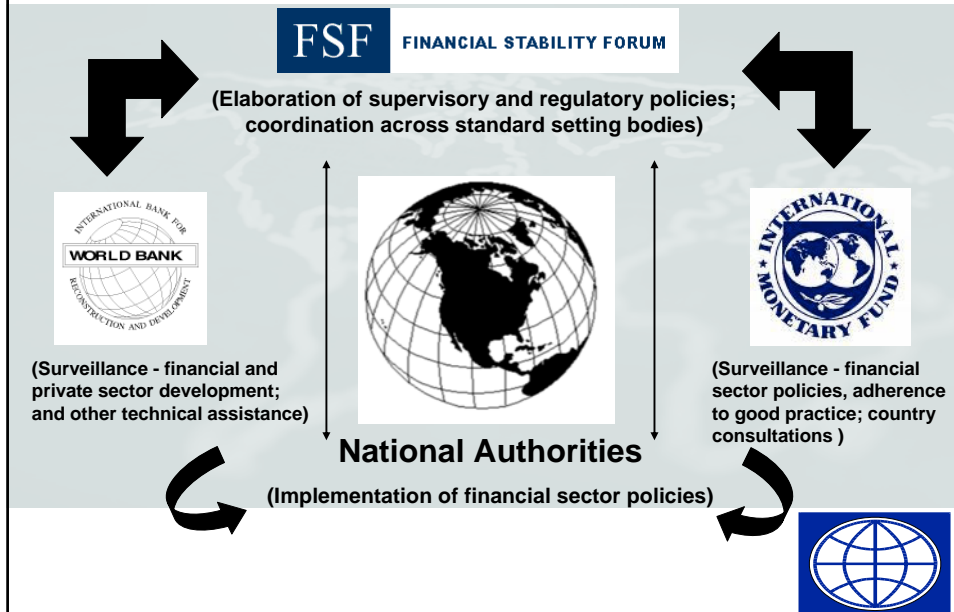 FSF FINANCIAL STABILITY FORUM
(Elaboration of supervisory and regulatory policies;
coordination across standard setting bodies)
INTERNATIONAL BANK FOR
WORLD BANK
RECONSTRUCTION AND DEVELOPMENT
INTERNATIONAL
MONETARY FUND
(Surveillance - financial and
private sector development;
and other technical assistance)
(Surveillance - financial
sector policies, adherence
to good practice; country
consultations )
National Authorities
(Implementation of financial sector policies)